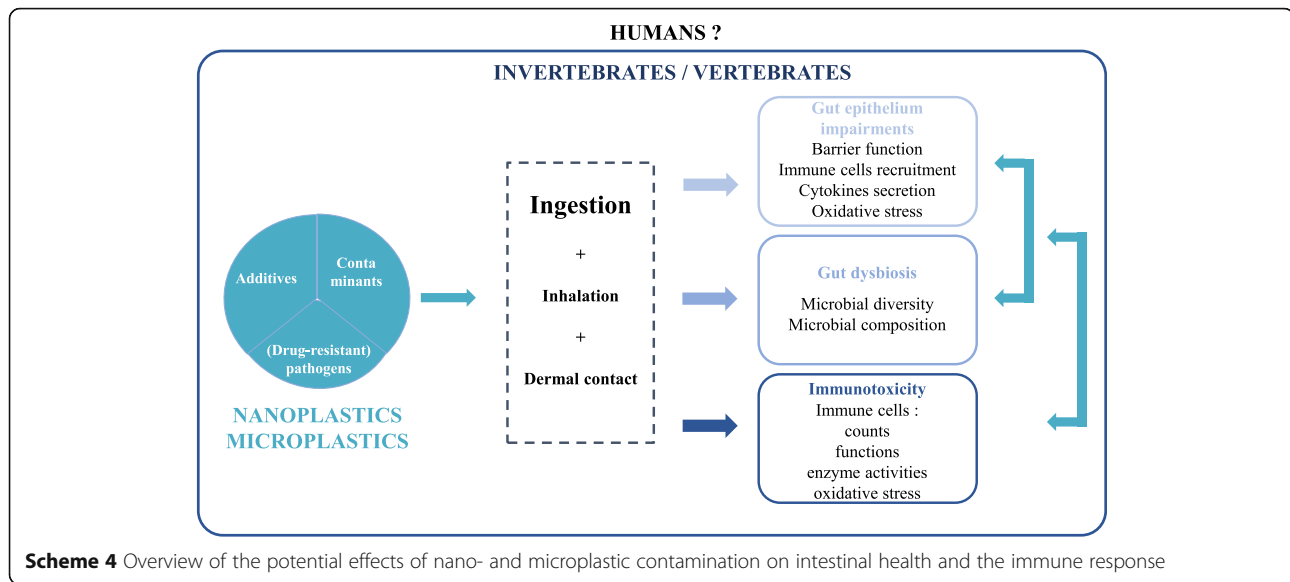 HUMANS ?
INVERTEBRATES / VERTEBRATES
Additives
Conta
minants
(Drug-resistant)
pathogens
NANOPLASTICS
MICROPLASTICS
Ingestion
+
Inhalation
+
Dermal contact
Gut epithelium
impairments
Barrier function
Immune cells recruitment
Cytokines secretion
Oxidative stress
Gut dysbiosis
Microbial diversity
Microbial composition
Immunotoxicity
Immune cells :
counts
functions
enzyme activities
oxidative stress
Scheme 4 Overview of the potential effects of nano- and microplastic contamination on intestinal health and the immune response